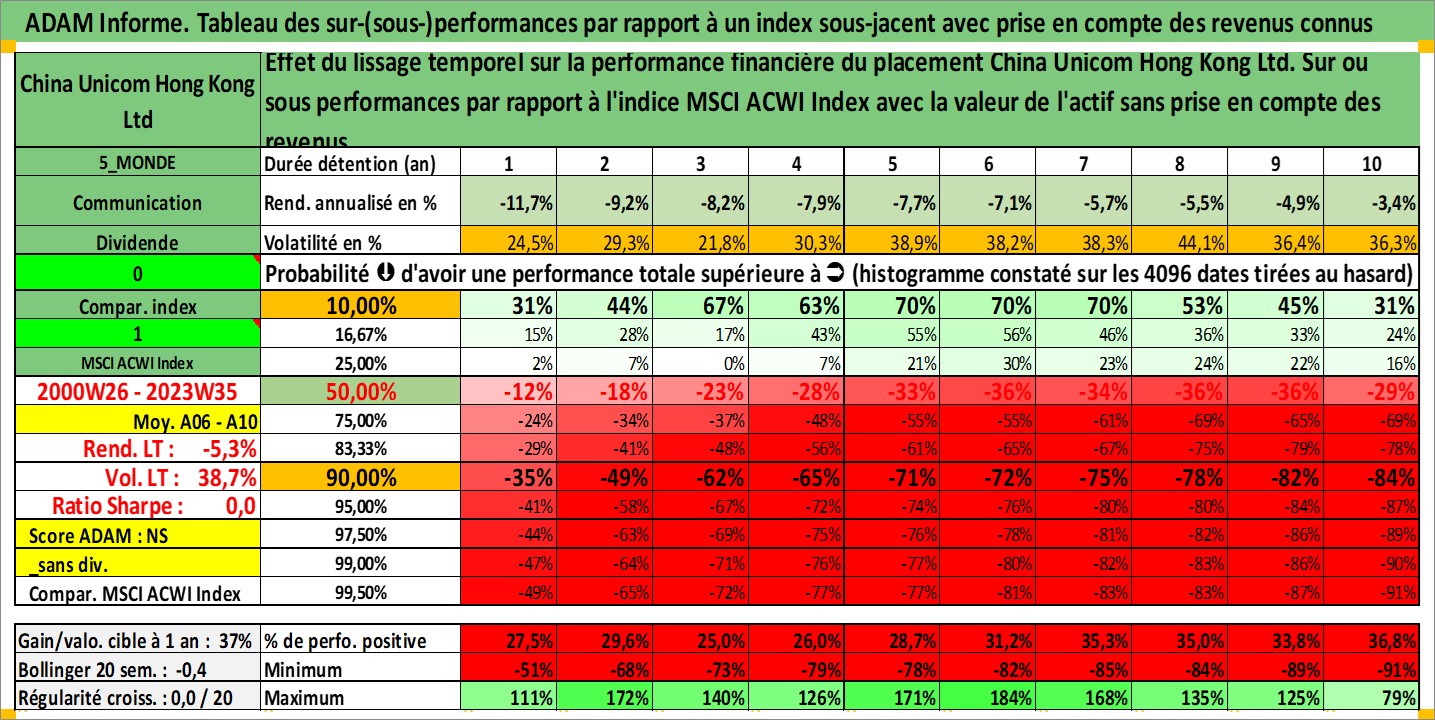 ADAM Informe. Tableau des sur-(sous-)performances par rapport à un index sous-jacent avec prise en compte des revenus connus
China Unicom Hong Kong Ltd
Effet du lissage temporel sur la performance financière du placement China Unicom Hong Kong Ltd. Sur ou
sous performances par rapport à l'indice MSCI ACWI Index avec la valeur de l'actif sans prise en compte des
revenus
5_MONDE Durée détention (an) 1 2 3 4 5 6 7 8 9 10
Communication Rend. annualisé en % -11,7% -9,2% -8,2% -7,9% -7,7% -7,1% -5,7% -5,5% -4,9% -3,4%
Dividende Volatilité en % 24,5% 29,3% 21,8% 30,3% 38,9% 38,2% 38,3% 44,1% 36,4% 36,3%
0 Probabilité d'avoir une performance totale supérieure à (histogramme constaté sur les 4096 dates tirées au hasard)
Compar. index 10,00% 31% 44% 67% 63% 70% 70% 70% 53% 45% 31%
1 16,67% 15% 28% 17% 43% 55% 56% 46% 36% 33% 24%
MSCI ACWI Index 25,00% 2% 7% 0% 7% 21% 30% 23% 24% 22% 16%
2000W26 - 2023W35 50,00% -12% -18% -23% -28% -33% -36% -34% -36% -36% -29%
Moy. A06 - A10 75,00% -24% -34% -37% -48% -55% -55% -61% -69% -65% -69%
Rend. LT : -5,3% 83,33% -29% -41% -48% -56% -61% -65% -67% -75% -79% -78%
Vol. LT : 38,7% 90,00% -35% -49% -62% -65% -71% -72% -75% -78% -82% -84%
Ratio Sharpe : 0,0 95,00% -41% -58% -67% -72% -74% -76% -80% -80% -84% -87%
Score ADAM : NS 97,50% -44% -63% -69% -75% -76% -78% -81% -82% -86% -89%
_sans div. 99,00% -47% -64% -71% -76% -77% -80% -82% -83% -86% -90%
Compar. MSCI ACWI Index 99,50% -49% -65% -72% -77% -77% -81% -83% -83% -87% -91%
Gain/valo. cible à 1 an : 37% % de perfo. positive 27,5% 29,6% 25,0% 26,0% 28,7% 31,2% 35,3% 35,0% 33,8% 36,8%
Bollinger 20 sem. : -0,4 Minimum -51% -68% -73% -79% -78% -82% -85% -84% -89% -91%
Régularité croiss. : 0,0 / 20 Maximum 111% 172% 140% 126% 171% 184% 168% 135% 125% 79%